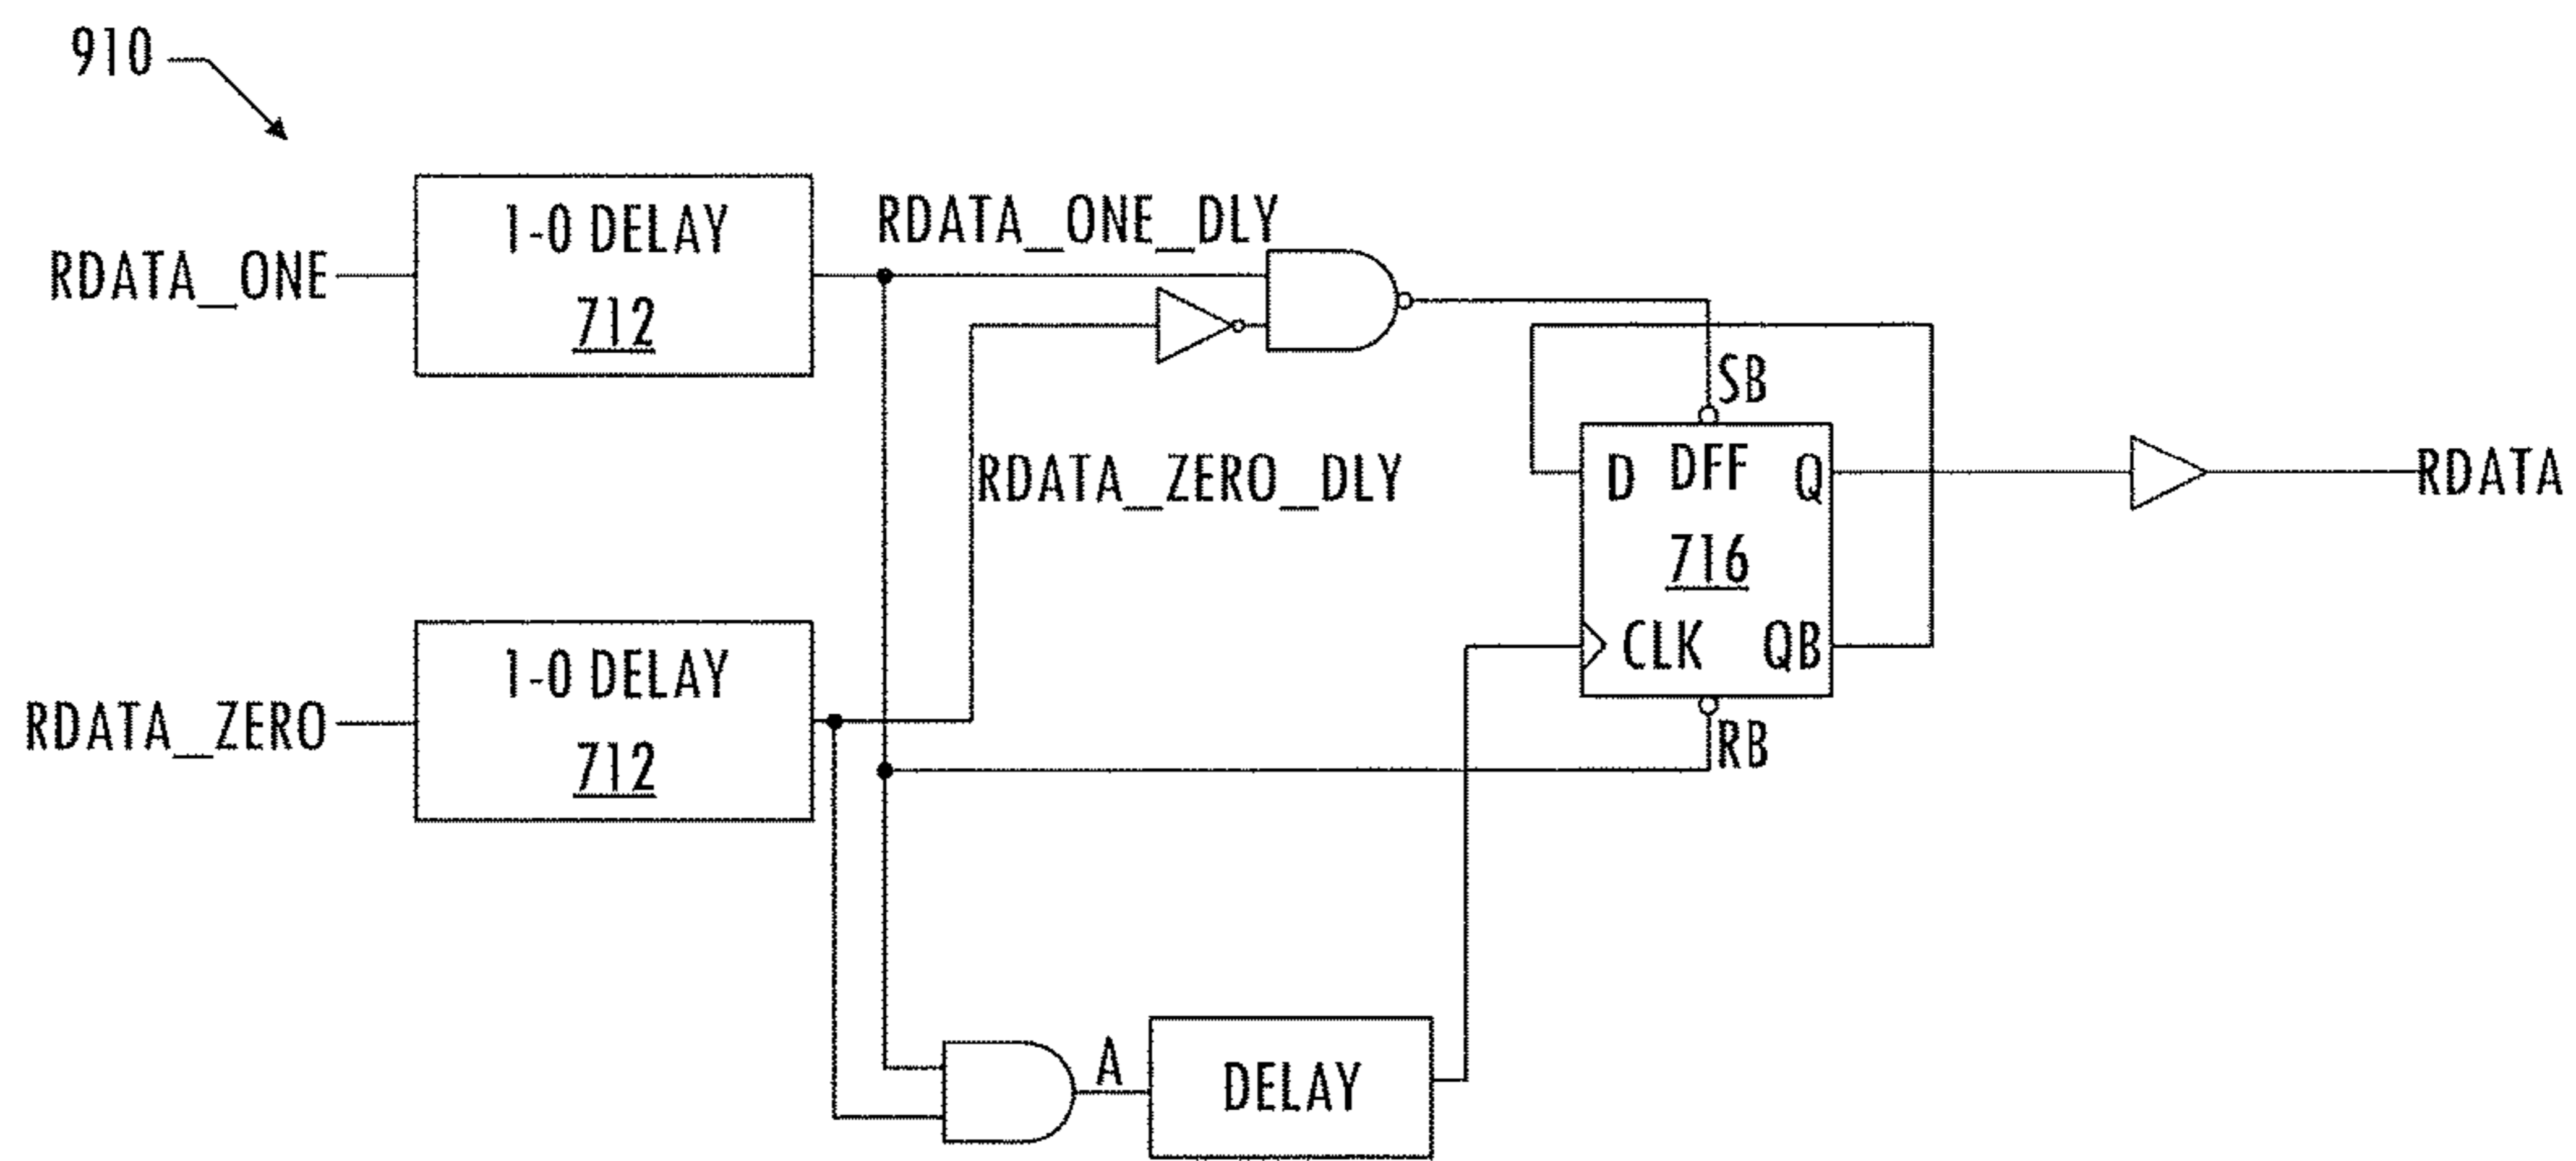 910
1-0 DELAY
712
RDATA_ONE
RDATA_ONE_DLY
SB
RDATA_ZERO_DLY
D DFF Q
716
CLK QB
RDATA
1-0 DELAY
712
RDATA_ZERO
RB
A
DELAY